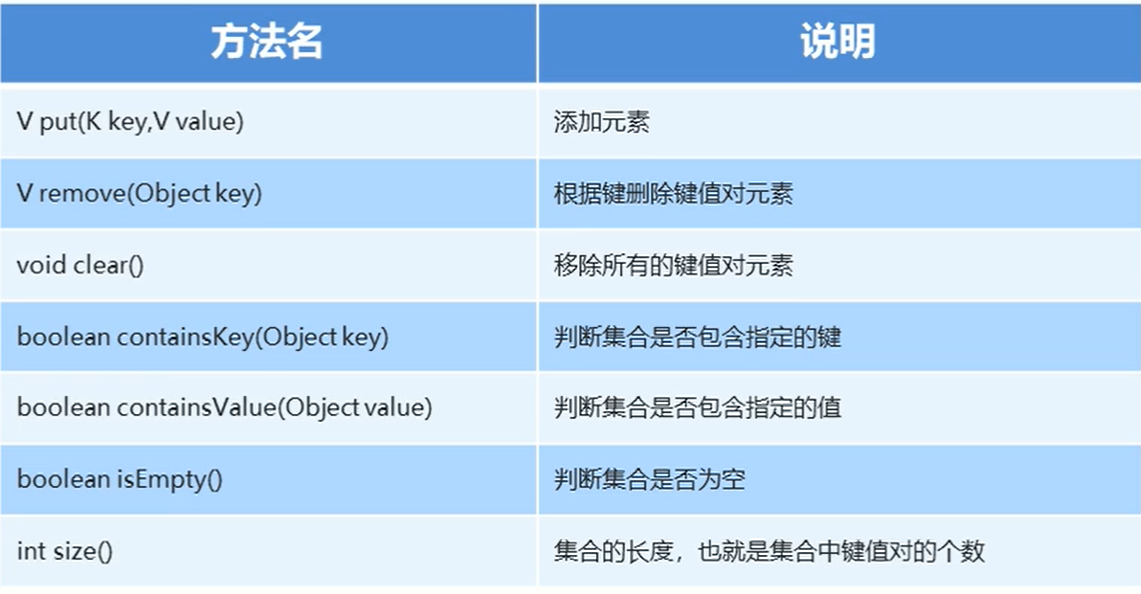 方法名 说明
V put(K key,V value) 添加元素
V remove(Object key) 根据键删除键值对元素
void clear() 移除所有的键值对元素
boolean containsKey(Object key) 判断集合是否包含指定的键
boolean containsValue(Object value) 判断集合是否包含指定的值
boolean isEmpty() 判断集合是否为空
int size() 集合的长度，也就是集合中键值对的个数